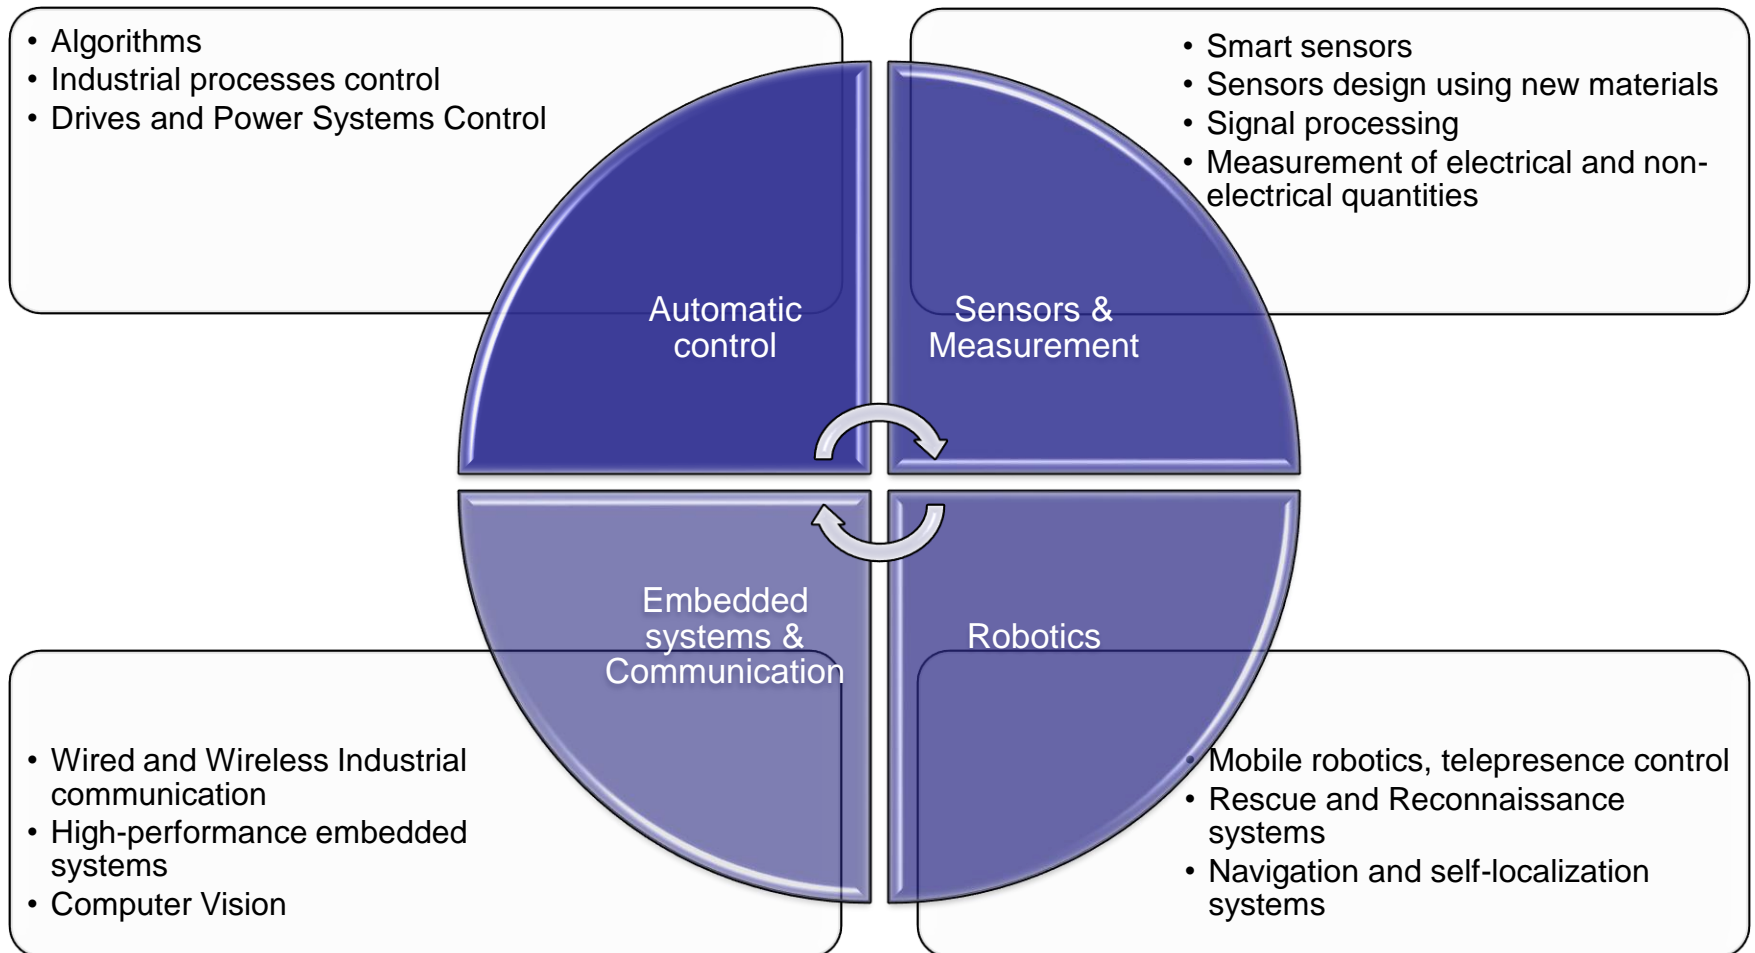 • Algorithms
• Industrial processes control
• Drives and Power Systems Control
• Smart sensors
• Sensors design using new materials
• Signal processing
• Measurement of electrical and non-
electrical quantities
Automatic
control
Sensors &
Measurement
Embedded
systems &
Communication
Robotics
• Wired and Wireless Industrial
communication
• High-performance embedded
systems
• Computer Vision
• Mobile robotics, telepresence control
• Rescue and Reconnaissance
systems
• Navigation and self-localization
systems